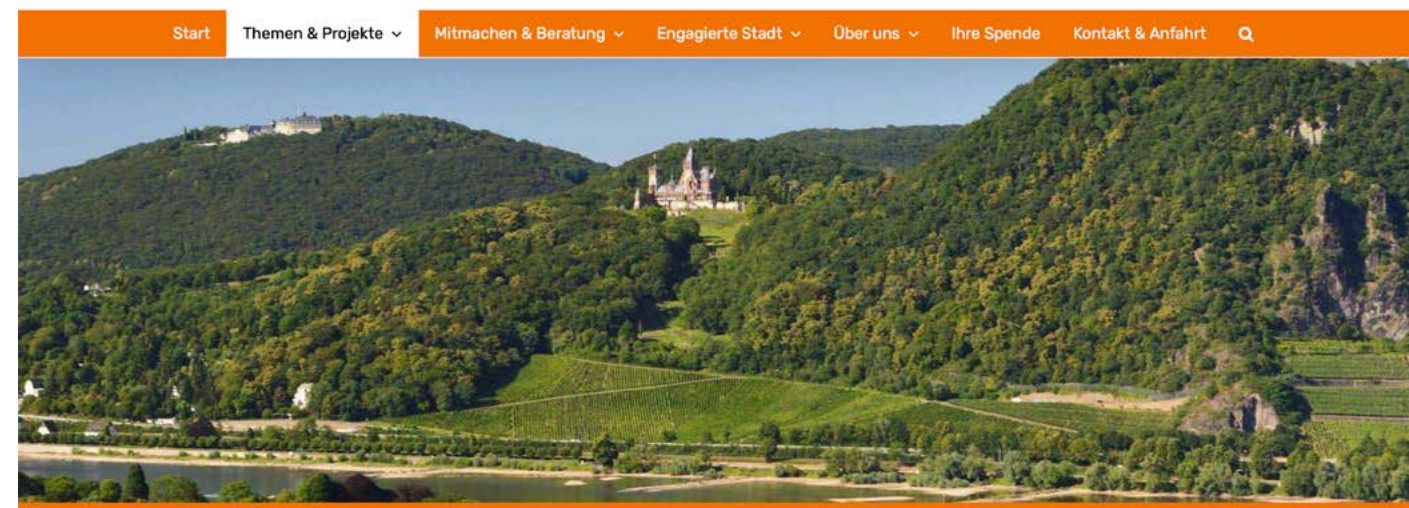 Start Themen & Projekte Mitmachen & Beratung Engagierte Stadt Über uns Ihre Spende Kontakt & Anfahrt